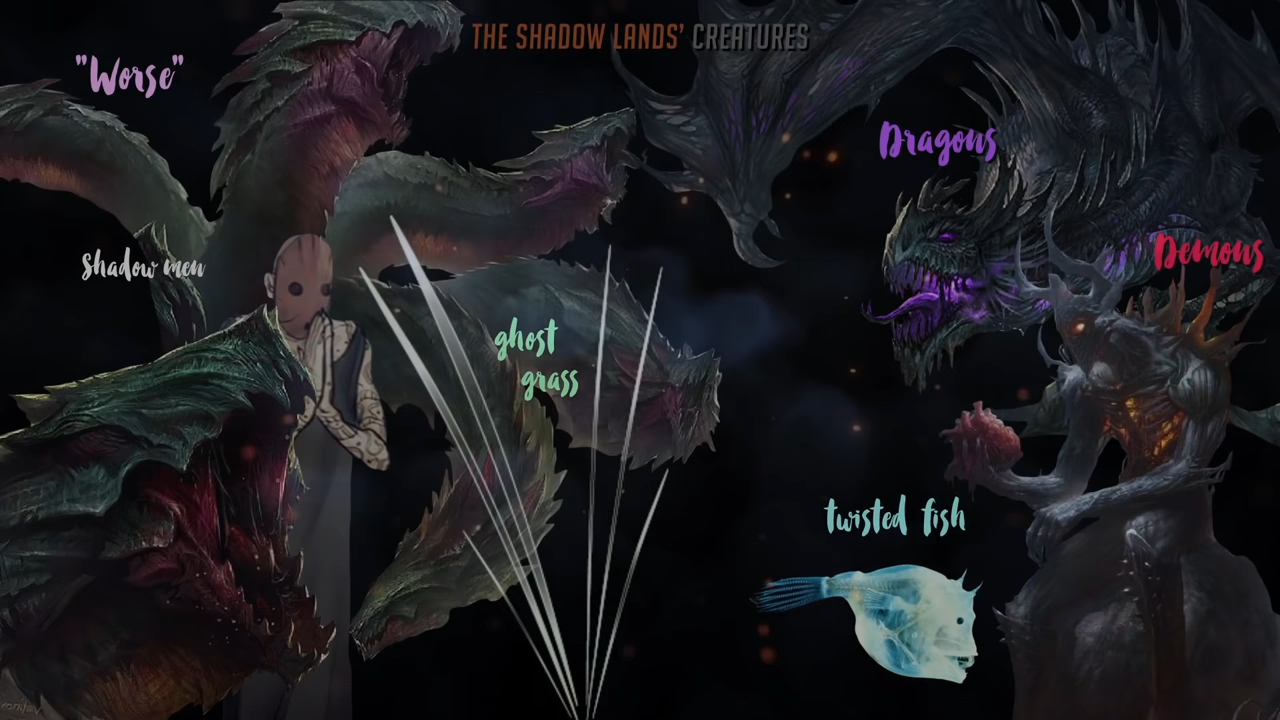 THE SHADOW LANDS' CREATURES
"Worse"
Dragons
Demons
Shadow men
ghost
grass
twisted fish